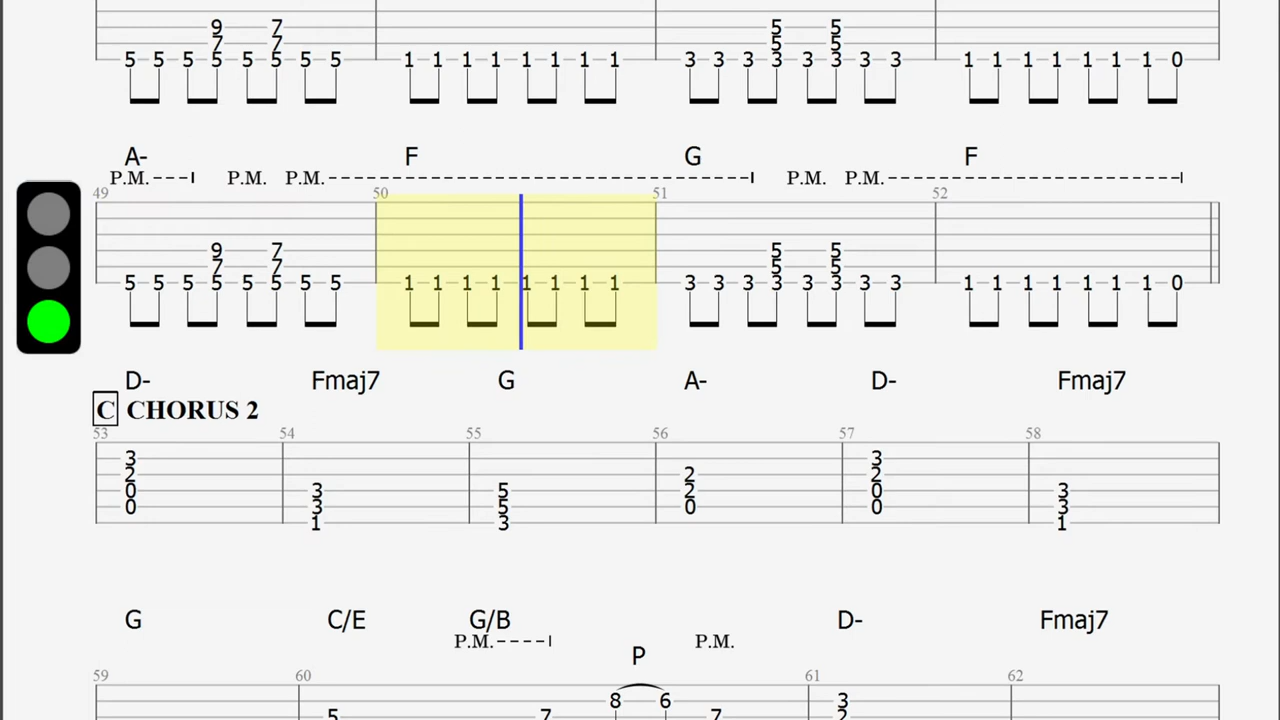 9 7 5 5
7 7 5 5
5 5 5 5 5 5 5 5 1 1 1 1 1 1 1 1 3 3 3 3 3 3 3 3 1 1 1 1 1 1 1 0
A- F G F
P.M. P.M. P.M. P.M. P.M.
49 50 51 52
9 7 5 5
7 7 5 5
5 5 5 5 5 5 5 5 1 1 1 1 1 1 1 1 3 3 3 3 3 3 3 3 1 1 1 1 1 1 1 0
D- Fmaj7 G A- D- Fmaj7
C CHORUS 2
53 54 55 56 57 58
3 3
2 2 2
0 3 5 2 0 3
0 3 5 0 0 3
1 3 1
G C/E G/B D- Fmaj7
P.M. P.M.
P
59 60 61 62
8 6 3
5 7 7 2